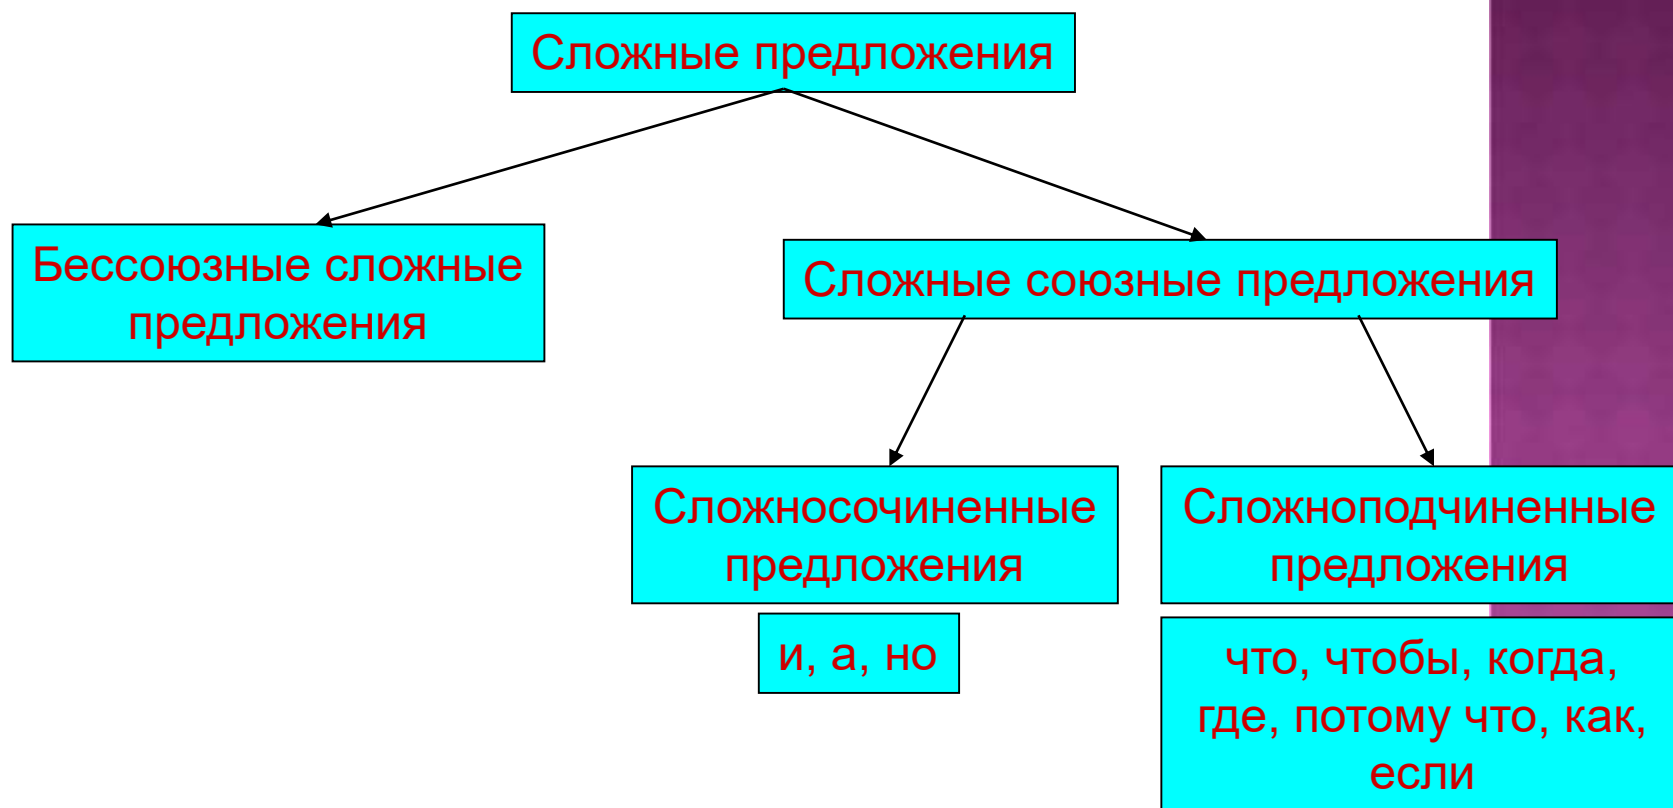 Сложные предложения
Бессоюзные сложные
предложения
Сложные союзные предложения
Сложносочиненные
предложения
и, а, но
Сложноподчиненные
предложения
что, чтобы, когда,
где, потому что, как,
если